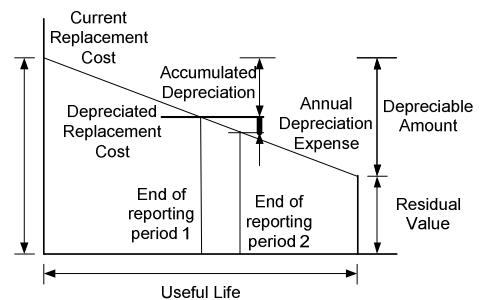 Current
Replacement
Cost
Accumulated
Depreciation
Depreciated
Replacement
Cost
Annual
Depreciation
Expense
Depreciable
Amount
End of
reporting
period 1
End of
reporting
period 2
Residual
Value
Useful Life